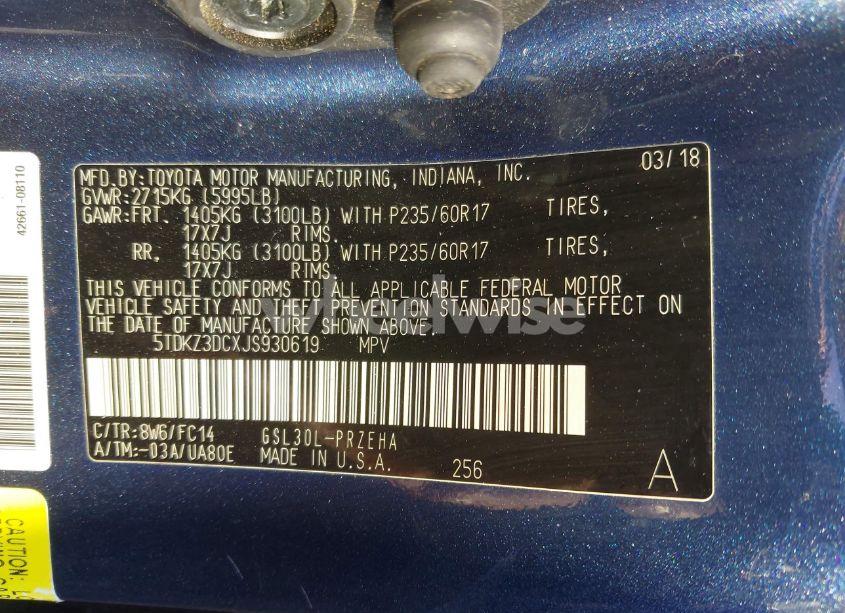 MFD.BY:TOYOTA MOTOR MANUFACTURING, INDIANA, INC. 03/18
GVWR:2715KG (5995LB)
GAWR:FRT. 1405KG (3100LB) WITH P235/60R17 TIRES,
17X7J RIMS.
RR. 1405KG (3100LB) WITH P235/60R17 TIRES,
17X7J RIMS.
THIS VEHICLE CONFORMS TO ALL APPLICABLE FEDERAL MOTOR
VEHICLE SAFETY AND THEFT PREVENTION STANDARDS IN EFFECT ON
THE DATE OF MANUFACTURE SHOWN ABOVE.
5TDKZ3DCXJS930619 MPV
C/TR:8W6/FC14 GSL30L-PRZEHA
A/TM:-03A/UA80E MADE IN U.S.A. 256 A
42661-08110
wheelwise
CAUTION: